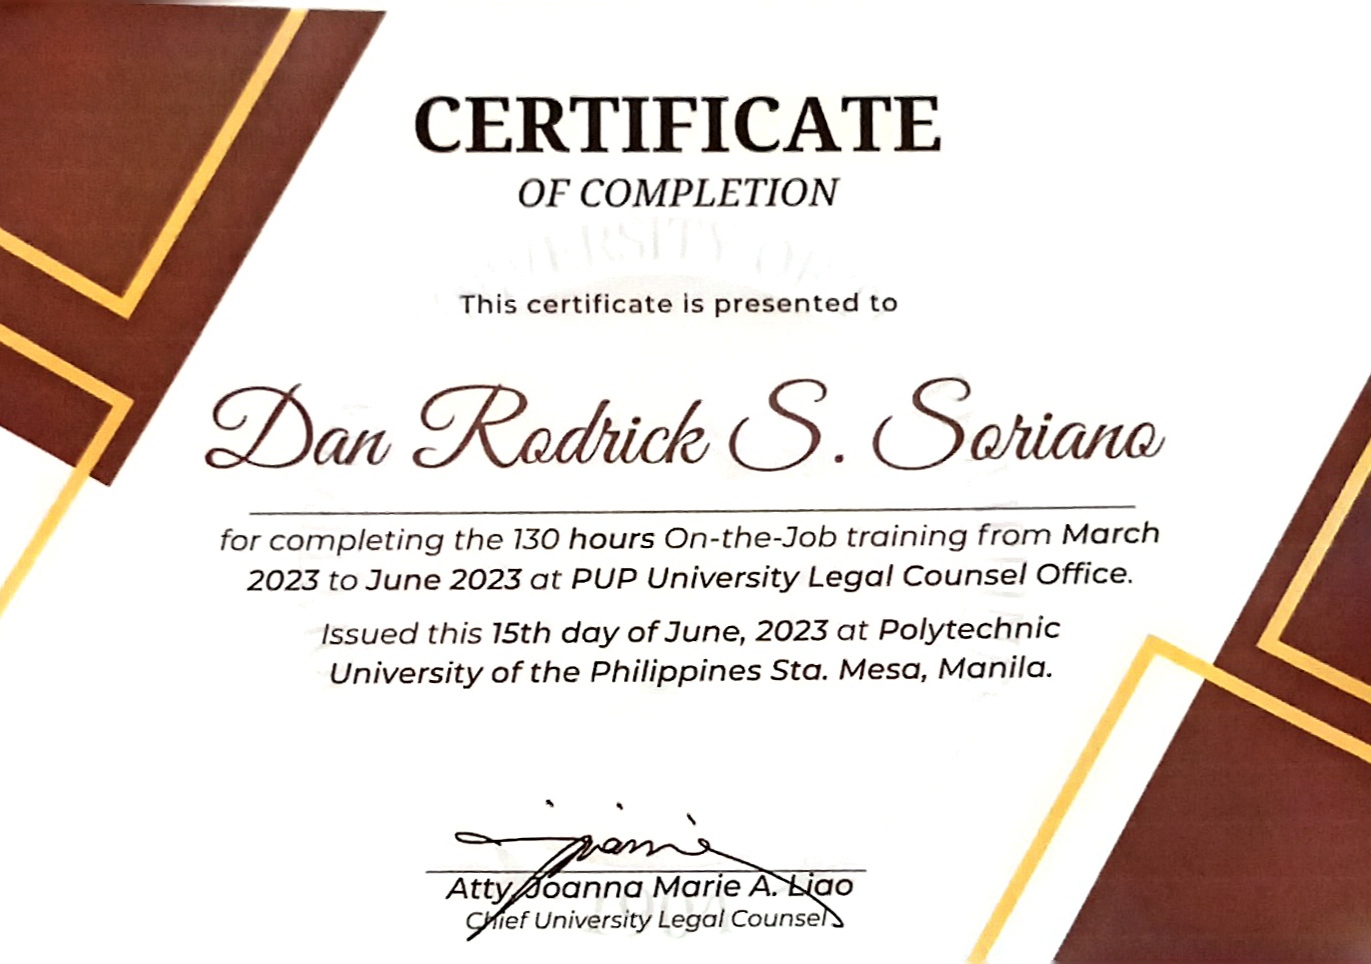 CERTIFICATE
OF COMPLETION
This certificate is presented to
Dan Rodrick S. Soriano
for completing the 130 hours On-the-Job training from March
2023 to June 2023 at PUP University Legal Counsel Office.
Issued this 15th day of June, 2023 at Polytechnic
University of the Philippines Sta. Mesa, Manila.
Atty. Joanna Marie A. Liao
Chief University Legal Counsel